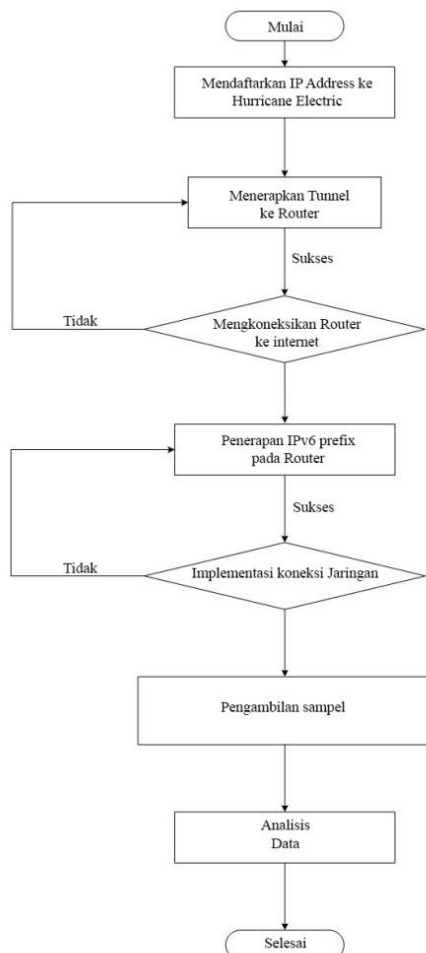 Mulai
Mendaftarkan IP Address ke
Hurricane Electric
Menerapkan Tunnel
ke Router
Sukses
Tidak
Mengkoneksikan Router
ke internet
Penerapan IPv6 prefix
pada Router
Sukses
Tidak
Implementasi koneksi Jaringan
Pengambilan sampel
Analisis
Data
Selesai